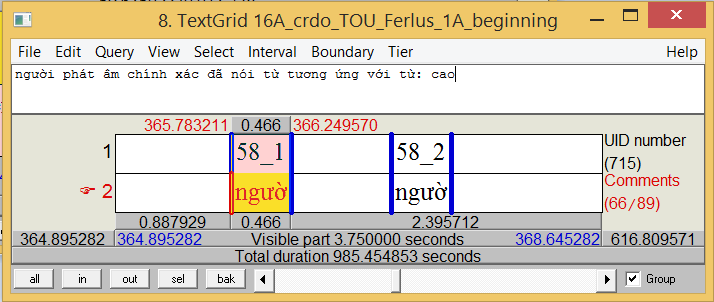 8. TextGrid 16A_crdo_TOU_Ferlus_1A_beginning
File Edit Query View Select Interval Boundary Tier Help
người phát âm chính xác đã nói từ tương ứng với từ: cao
365.783211 0.466 366.249570
1 58_1 58_2 UID number
(715)
☞ 2 ngườ ngườ Comments
(66/89)
0.887929 0.466 2.395712
364.895282 364.895282 Visible part 3.750000 seconds 368.645282 616.809571
Total duration 985.454853 seconds
all in out sel bak Group